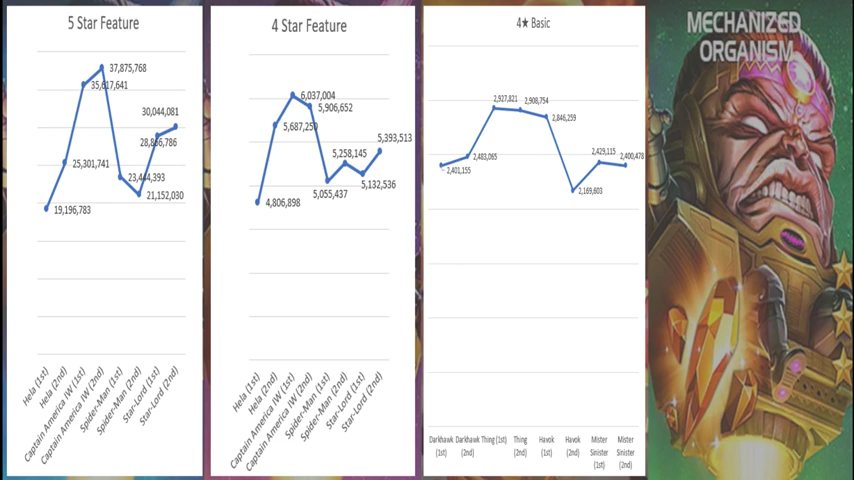 5 Star Feature
37,875,768
35,617,641
30,044,081
28,866,786
25,301,741
23,444,393
21,152,030
19,196,783
Hela (1st)
Hela (2nd)
Captain America IW (1st)
Captain America IW (2nd)
Spider-Man (1st)
Spider-Man (2nd)
Star-Lord (1st)
Star-Lord (2nd)
4 Star Feature
6,037,004
5,906,652
5,687,250
5,393,513
5,258,145
5,132,536
5,055,437
4,806,898
Hela (1st)
Hela (2nd)
Captain America IW (1st)
Captain America IW (2nd)
Spider-Man (1st)
Spider-Man (2nd)
Star-Lord (1st)
Star-Lord (2nd)
4★ Basic
2,927,821
2,908,754
2,846,259
2,483,065
2,429,115
2,400,478
2,401,155
2,169,603
Darkhawk (1st)
Darkhawk (2nd)
Thing (1st)
Thing (2nd)
Havok (1st)
Havok (2nd)
Mister Sinister (1st)
Mister Sinister (2nd)
MECHANIZED
ORGANISM